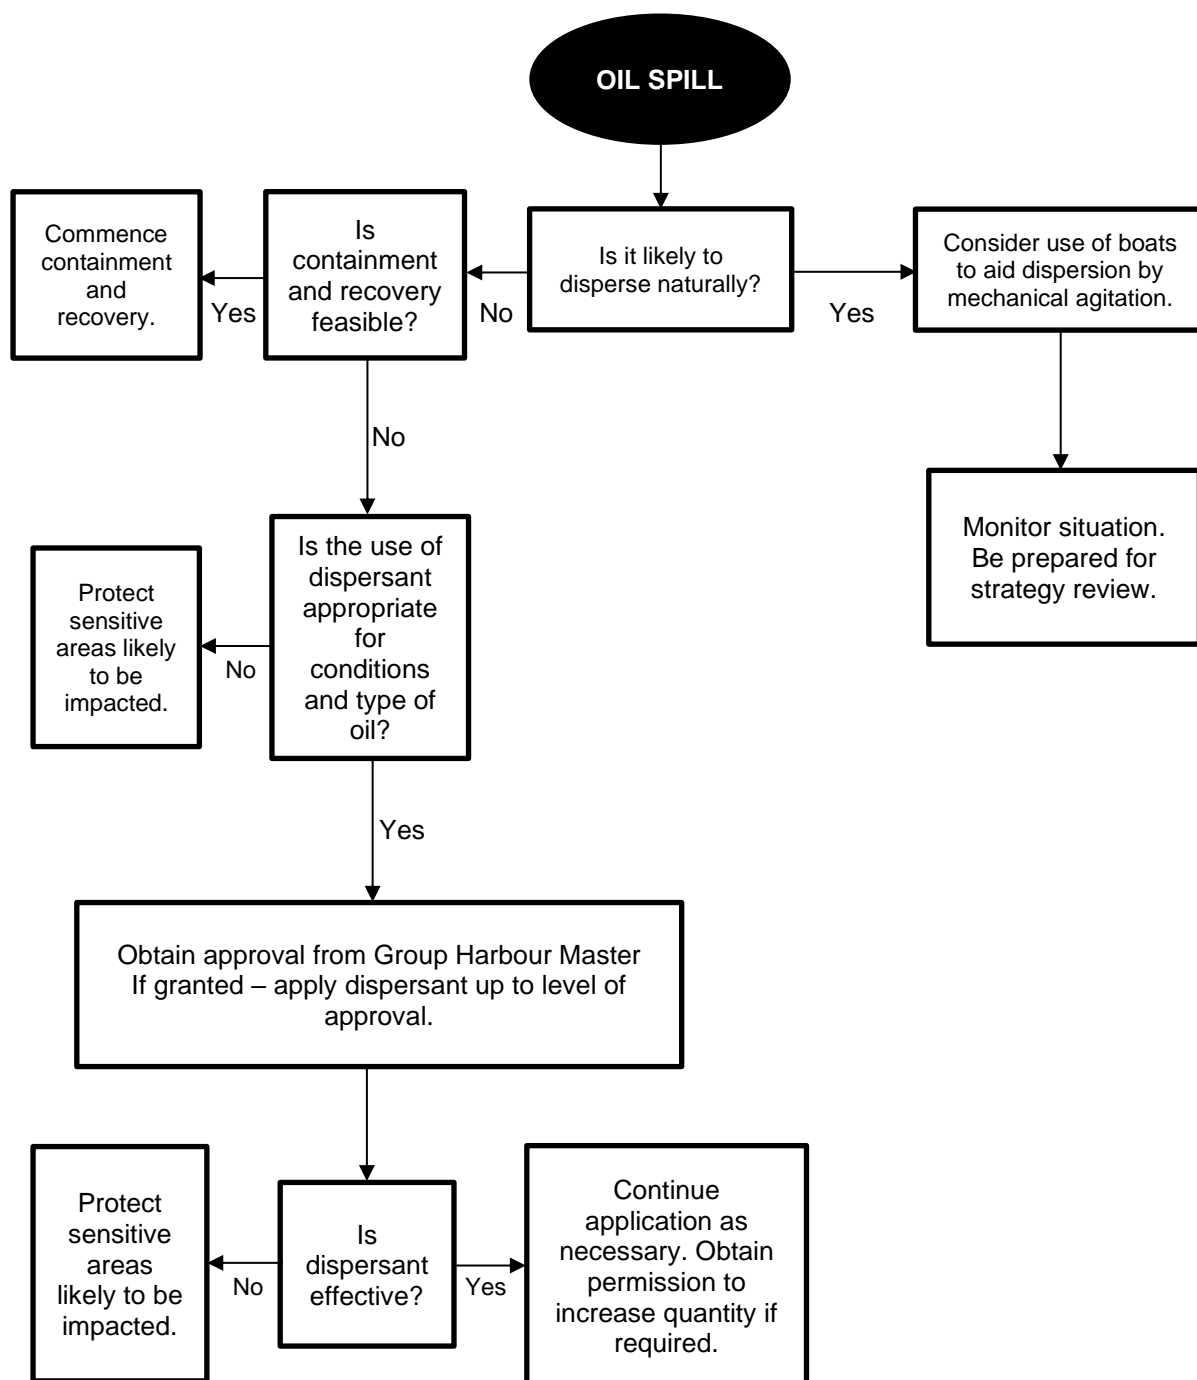 OIL SPILL
Commence
containment
and
recovery.
Yes
Is
containment
and recovery
feasible?
No
Is it likely to
disperse naturally?
Yes
Consider use of boats
to aid dispersion by
mechanical agitation.
No
Monitor situation.
Be prepared for
strategy review.
Protect
sensitive
areas likely
to be
impacted.
No
Is the use of
dispersant
appropriate
for
conditions
and type of
oil?
Yes
Obtain approval from Group Harbour Master
If granted – apply dispersant up to level of
approval.
Protect
sensitive
areas
likely to be
impacted.
No
Is
dispersant
effective?
Yes
Continue
application as
necessary. Obtain
permission to
increase quantity if
required.